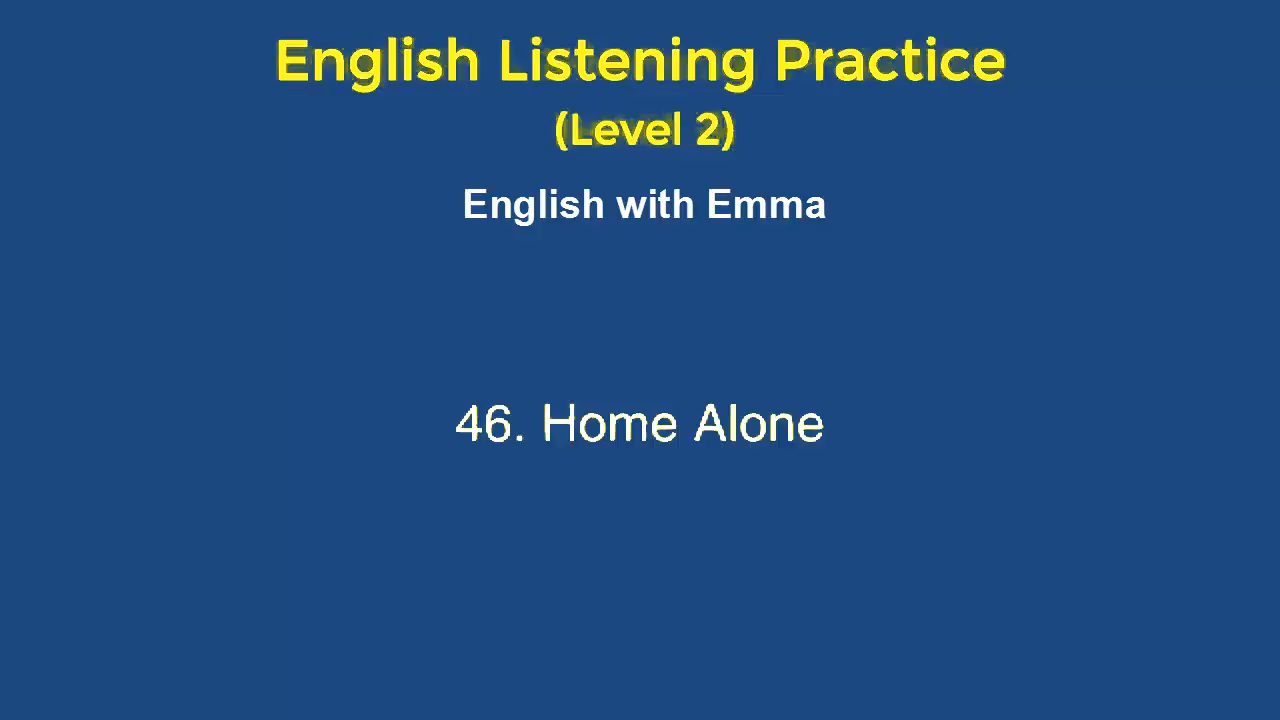 English Listening Practice
(Level 2)
English with Emma
46. Home Alone